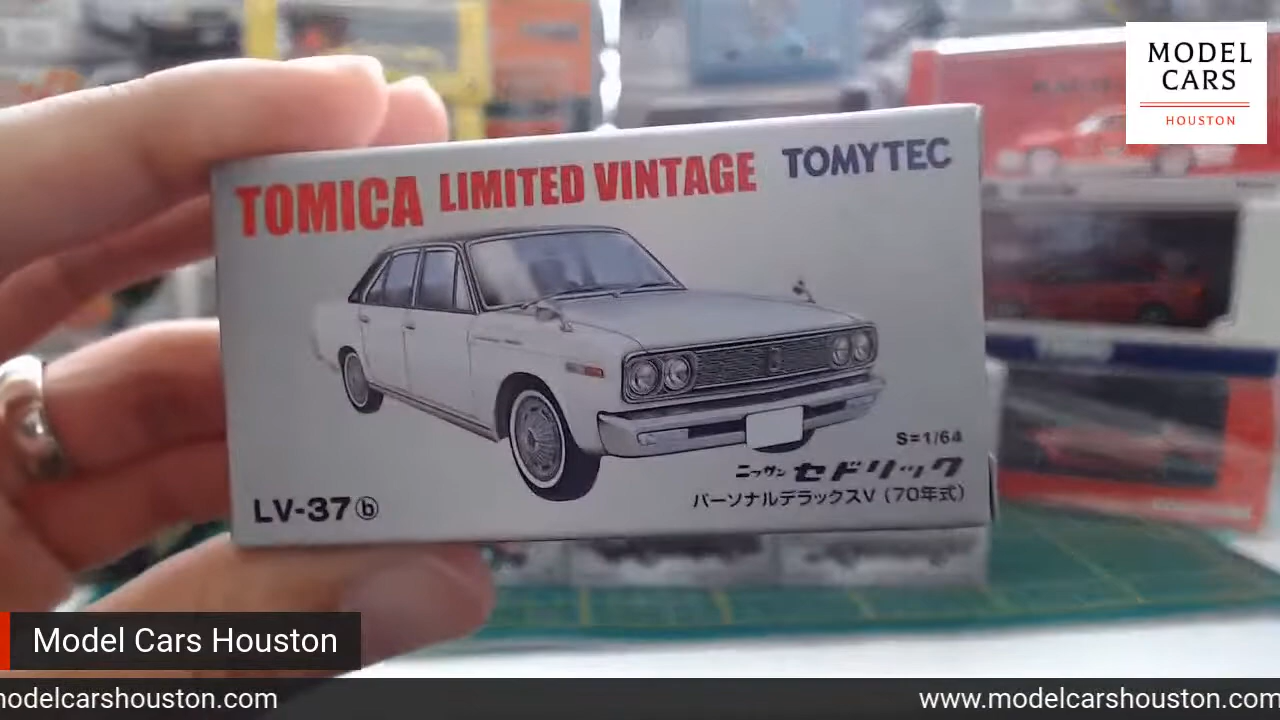 MODEL
CARS
HOUSTON
TOMICA LIMITED VINTAGE TOMYTEC
S=1/64
ニッサン セドリック
パーソナルデラックスV (70年式)
LV-37 ⓑ
Model Cars Houston
modelcarshouston.com
www.modelcarshouston.com